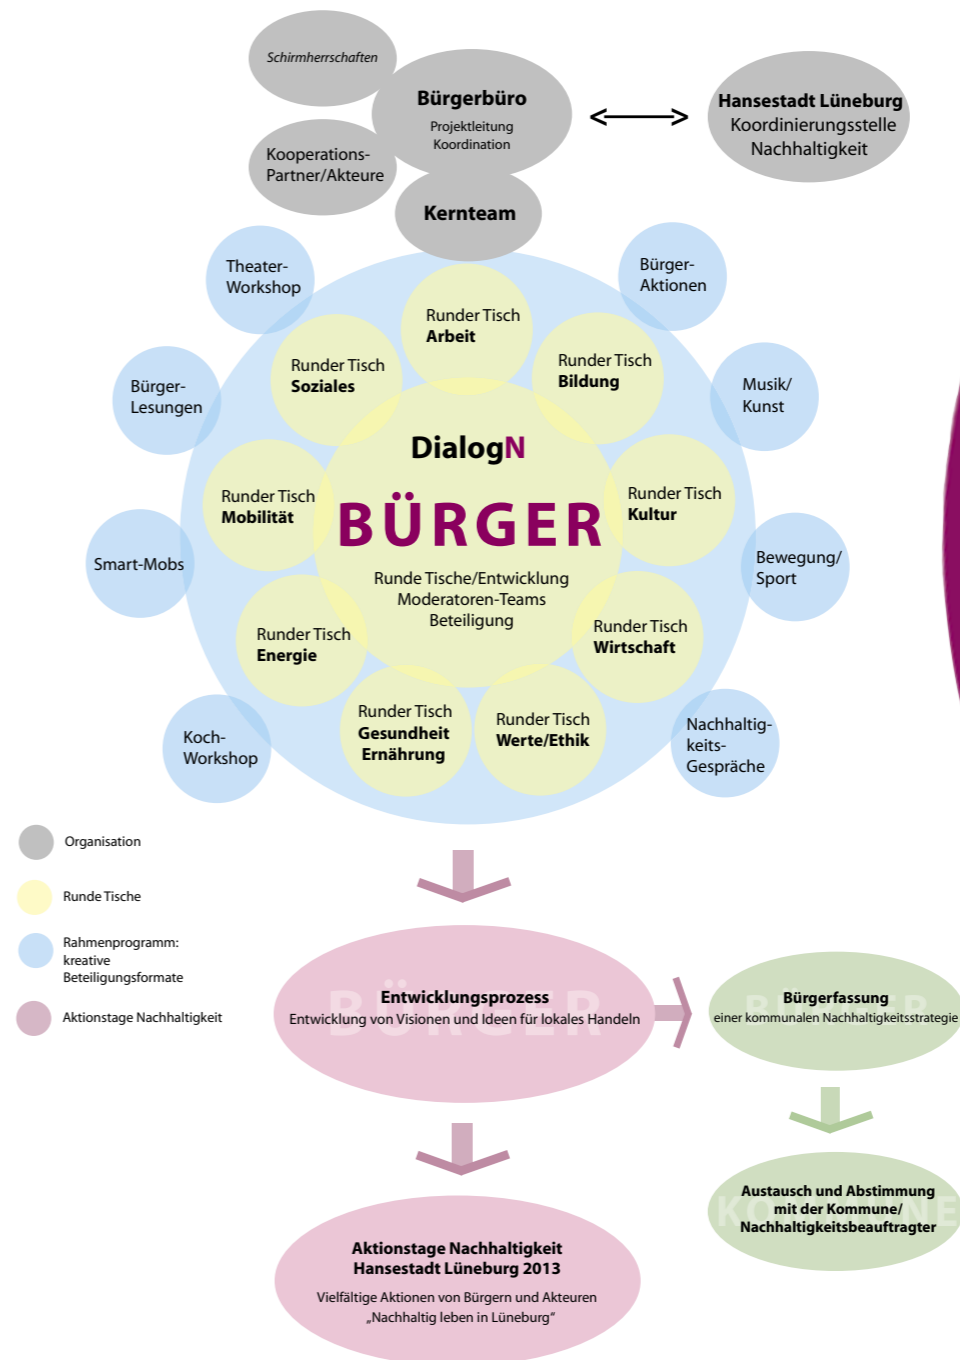 Schirmherrschaften
Bürgerbüro
Projektleitung
Koordination
Hansestadt Lüneburg
Koordinierungsstelle
Nachhaltigkeit
Kooperations-
Partner/Akteure
Kernteam
Theater-
Workshop
Bürger-
Aktionen
Runder Tisch
Arbeit
Runder Tisch
Soziales
Runder Tisch
Bildung
Bürger-
Lesungen
Musik/
Kunst
DialogN
BÜRGER
Runde Tische/Entwicklung
Moderatoren-Teams
Beteiligung
Runder Tisch
Mobilität
Runder Tisch
Kultur
Smart-Mobs
Bewegung/
Sport
Runder Tisch
Energie
Runder Tisch
Wirtschaft
Runder Tisch
Gesundheit
Ernährung
Runder Tisch
Werte/Ethik
Koch-
Workshop
Nachhaltig-
keits-
Gespräche
Organisation
Runde Tische
Rahmenprogramm:
kreative
Beteiligungsformate
Aktionstage Nachhaltigkeit
BÜRGER
Entwicklungsprozess
Entwicklung von Visionen und Ideen für lokales Handeln
BÜRGER
Bürgerfassung
einer kommunalen Nachhaltigkeitsstrategie
KOMMUNE
Austausch und Abstimmung
mit der Kommune/
Nachhaltigkeitsbeauftragter
Aktionstage Nachhaltigkeit
Hansestadt Lüneburg 2013
Vielfältige Aktionen von Bürgern und Akteuren
„Nachhaltig leben in Lüneburg"